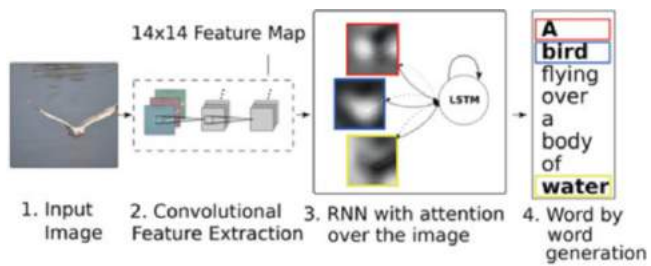 14x14 Feature Map
LSTM
A
bird
flying
over
a
body
of
water
1. Input
Image
2. Convolutional
Feature Extraction
3. RNN with attention
over the image
4. Word by
word
generation